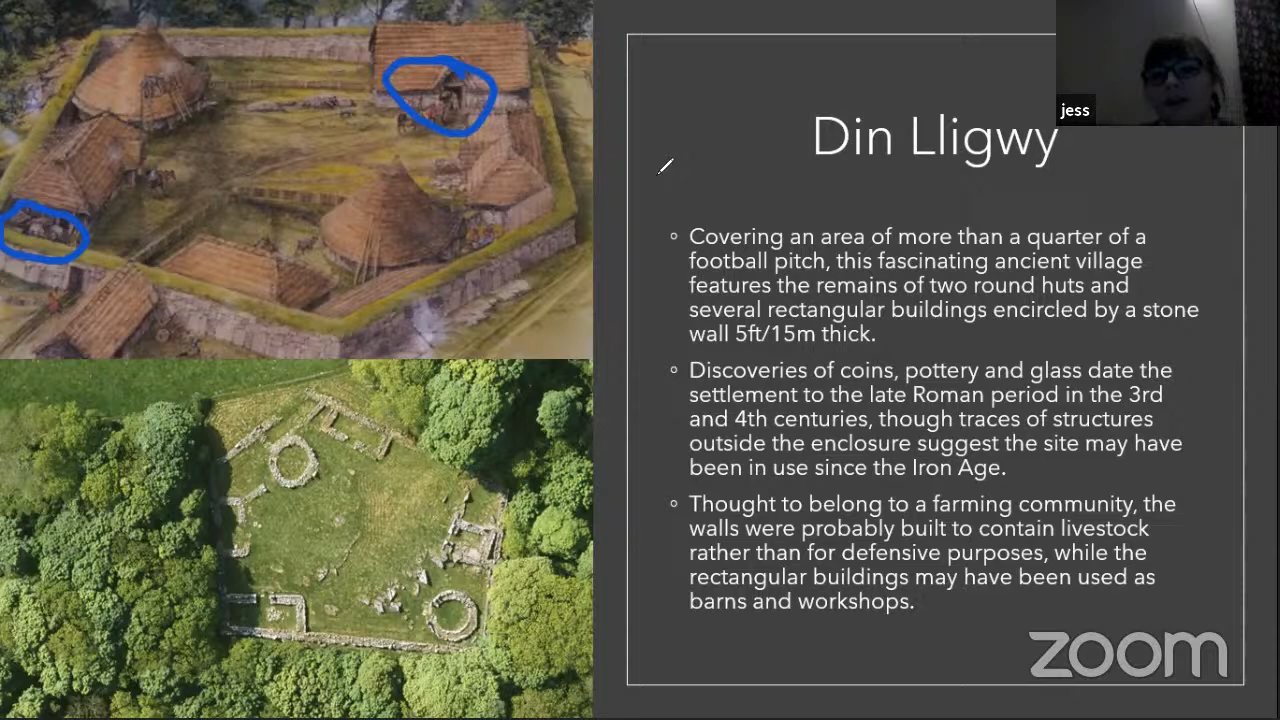 jess
Din Lligwy
Covering an area of more than a quarter of a
football pitch, this fascinating ancient village
features the remains of two round huts and
several rectangular buildings encircled by a stone
wall 5ft/15m thick.
Discoveries of coins, pottery and glass date the
settlement to the late Roman period in the 3rd
and 4th centuries, though traces of structures
outside the enclosure suggest the site may have
been in use since the Iron Age.
Thought to belong to a farming community, the
walls were probably built to contain livestock
rather than for defensive purposes, while the
rectangular buildings may have been used as
barns and workshops.
zoom